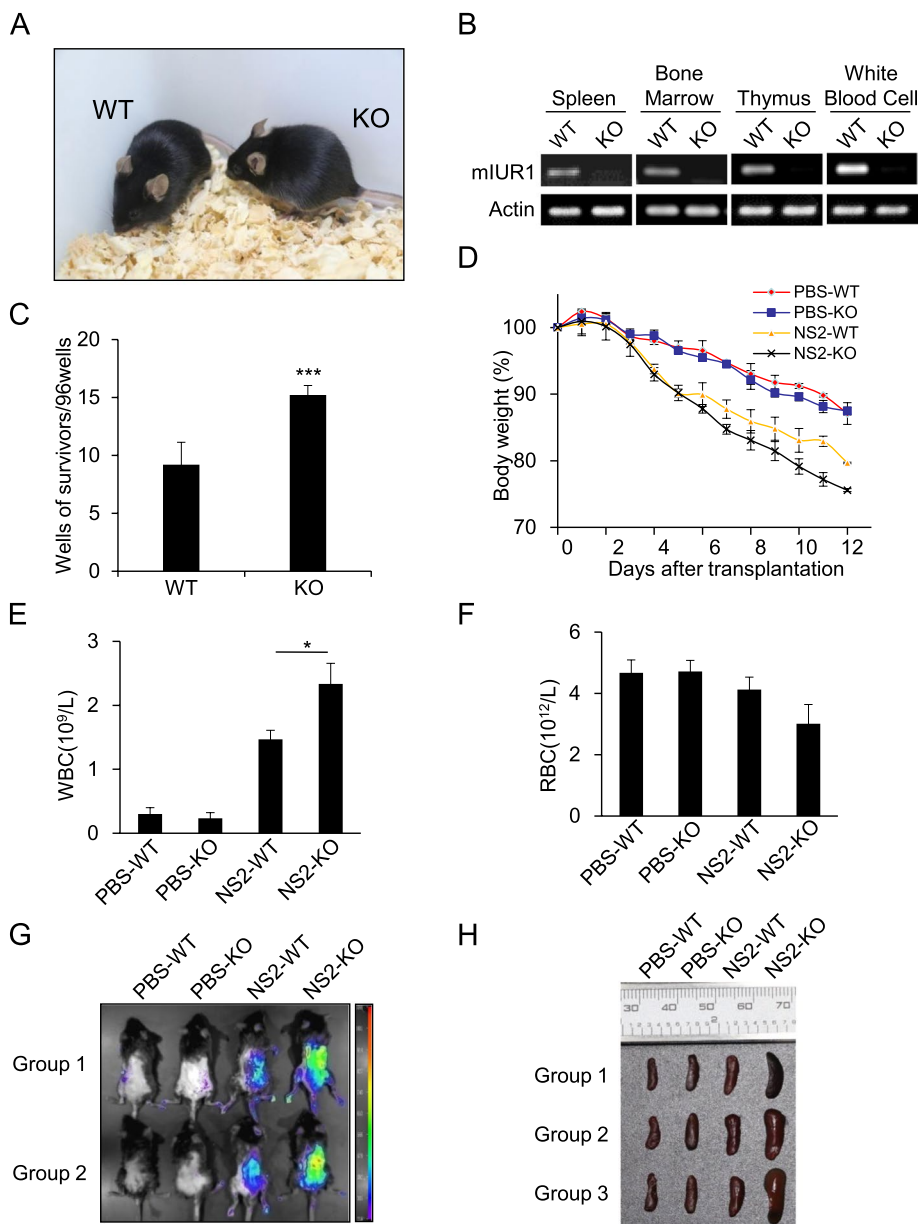 A
WT
KO
B
Spleen
Bone
Marrow
Thymus
White
Blood Cell
WT KO WT KO WT KO WT KO
mIUR1
Actin
C
Wells of survivors/96wells
20
15
10
5
0
***
WT
KO
D
Body weight (%)
100
90
80
70
PBS-WT
PBS-KO
NS2-WT
NS2-KO
0 2 4 6 8 10 12
Days after transplantation
E
WBC(10⁹/L)
3
2
1
0
*
PBS-WT
PBS-KO
NS2-WT
NS2-KO
F
RBC(10¹²/L)
6
4
2
0
PBS-WT
PBS-KO
NS2-WT
NS2-KO
G
PBS-WT
PBS-KO
NS2-WT
NS2-KO
Group 1
Group 2
H
PBS-WT
PBS-KO
NS2-WT
NS2-KO
30 40 50 60 70
2
Group 1
Group 2
Group 3